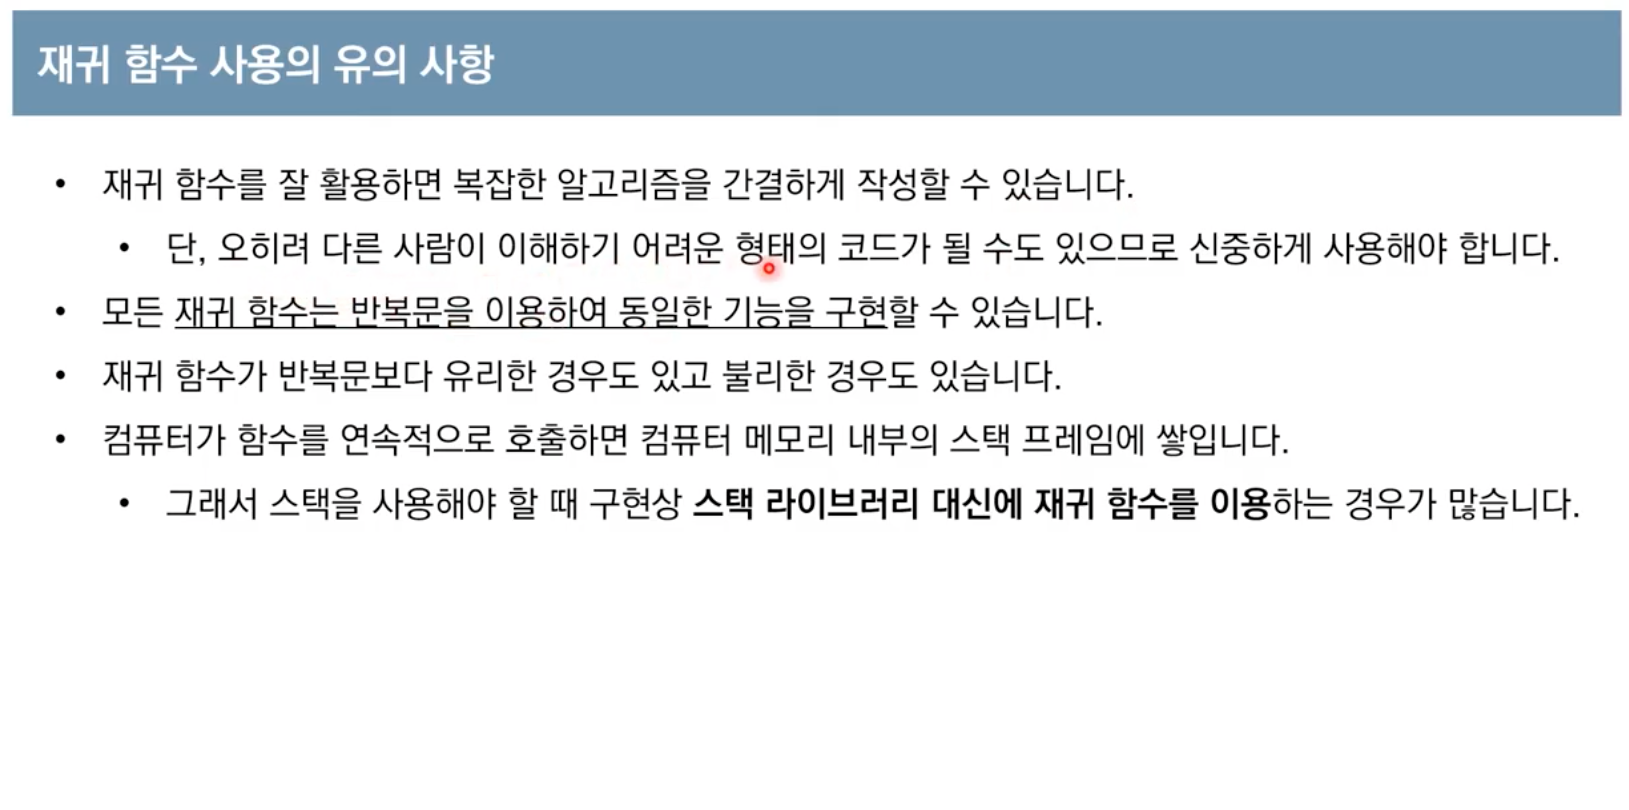 재귀 함수 사용의 유의 사항
• 재귀 함수를 잘 활용하면 복잡한 알고리즘을 간결하게 작성할 수 있습니다.
• 단, 오히려 다른 사람이 이해하기 어려운 형태의 코드가 될 수도 있으므로 신중하게 사용해야 합니다.
• 모든 재귀 함수는 반복문을 이용하여 동일한 기능을 구현할 수 있습니다.
• 재귀 함수가 반복문보다 유리한 경우도 있고 불리한 경우도 있습니다.
• 컴퓨터가 함수를 연속적으로 호출하면 컴퓨터 메모리 내부의 스택 프레임에 쌓입니다.
• 그래서 스택을 사용해야 할 때 구현상 스택 라이브러리 대신에 재귀 함수를 이용하는 경우가 많습니다.